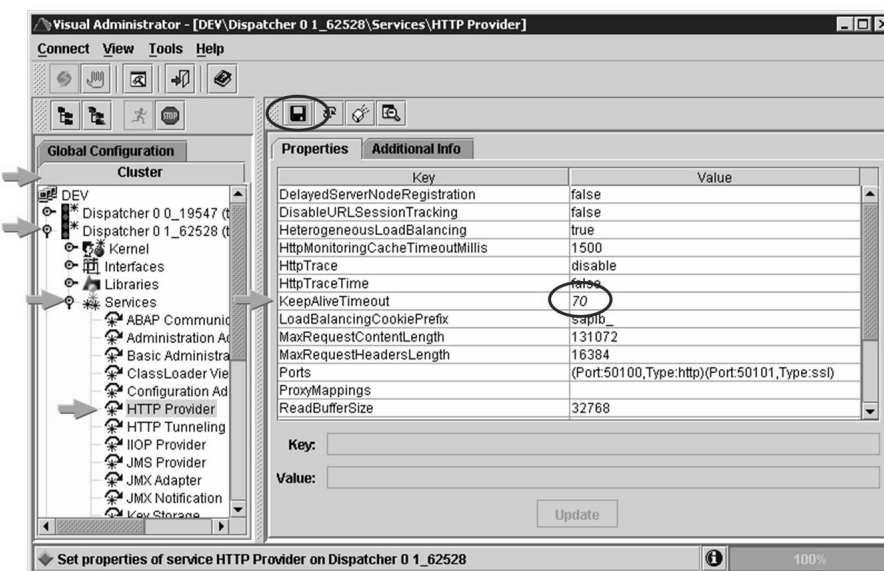 Visual Administrator - [DEV\Dispatcher 0 1_62528\Services\HTTP Provider]
Connect View Tools Help
STOP
Global Configuration
Cluster
DEV
Dispatcher 0 0_19547 (t
Dispatcher 0 1_62528 (t
Kernel
Interfaces
Libraries
Services
ABAP Communic
Administration Ad
Basic Administra
ClassLoader Vie
Configuration Ad
HTTP Provider
HTTP Tunneling
IIOP Provider
JMS Provider
JMX Adapter
JMX Notification
Key Storage
Properties Additional Info
Key Value
DelayedServerNodeRegistration false
DisableURLSessionTracking false
HeterogeneousLoadBalancing true
HttpMonitoringCacheTimeoutMillis 1500
HttpTrace disable
HttpTraceTime false
KeepAliveTimeout 70
LoadBalancingCookiePrefix saplb_
MaxRequestContentLength 131072
MaxRequestHeadersLength 16384
Ports (Port:50100,Type:http)(Port:50101,Type:ssl)
ProxyMappings
ReadBufferSize 32768
Key:
Value:
Update
Set properties of service HTTP Provider on Dispatcher 0 1_62528
100%